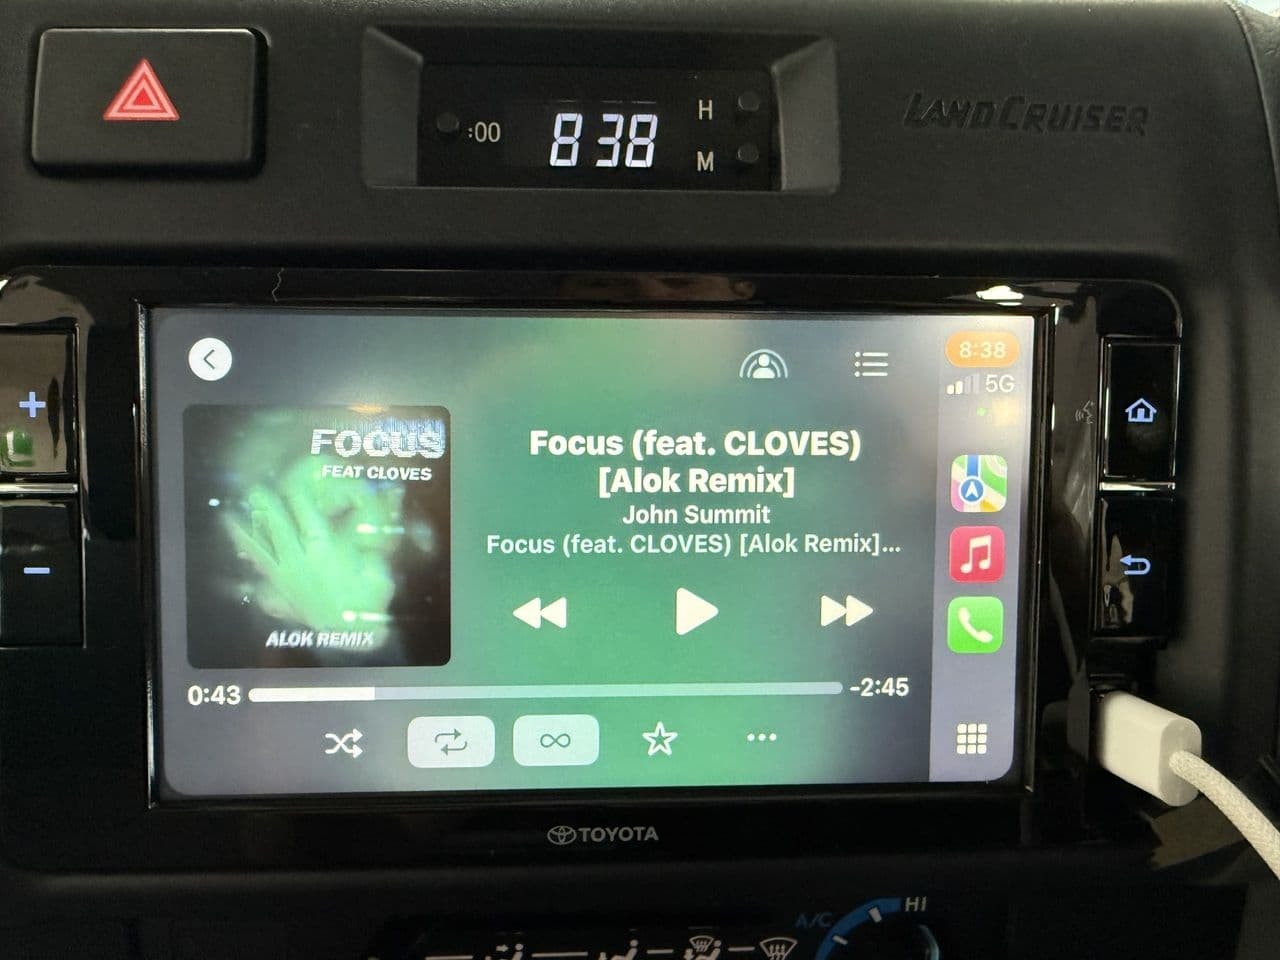 :00
838
H
M
LANDCRUISER
8:38
5G
FOCUS
FEAT CLOVES
ALOK REMIX
Focus (feat. CLOVES)
[Alok Remix]
John Summit
Focus (feat. CLOVES) [Alok Remix]...
0:43
-2:45
TOYOTA
A/C
HI